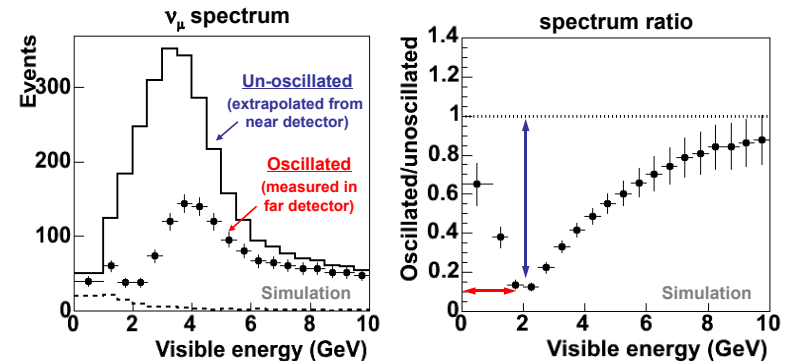 νμ spectrum
Events
300
200
100
0
Un-oscillated
(extrapolated from
near detector)
Oscillated
(measured in
far detector)
Simulation
0 2 4 6 8 10
Visible energy (GeV)
spectrum ratio
Oscillated/unoscillated
1.4
1.2
1
0.8
0.6
0.4
0.2
0
Simulation
0 2 4 6 8 10
Visible energy (GeV)